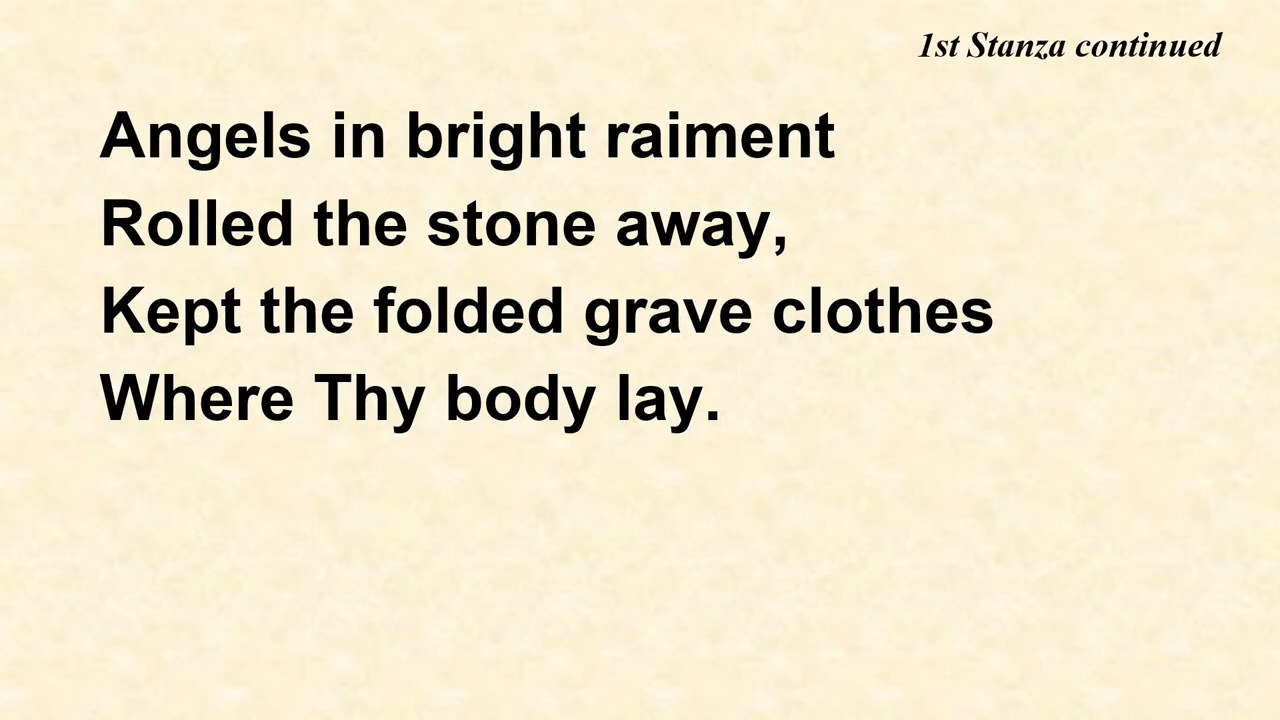 1st Stanza continued
Angels in bright raiment
Rolled the stone away,
Kept the folded grave clothes
Where Thy body lay.